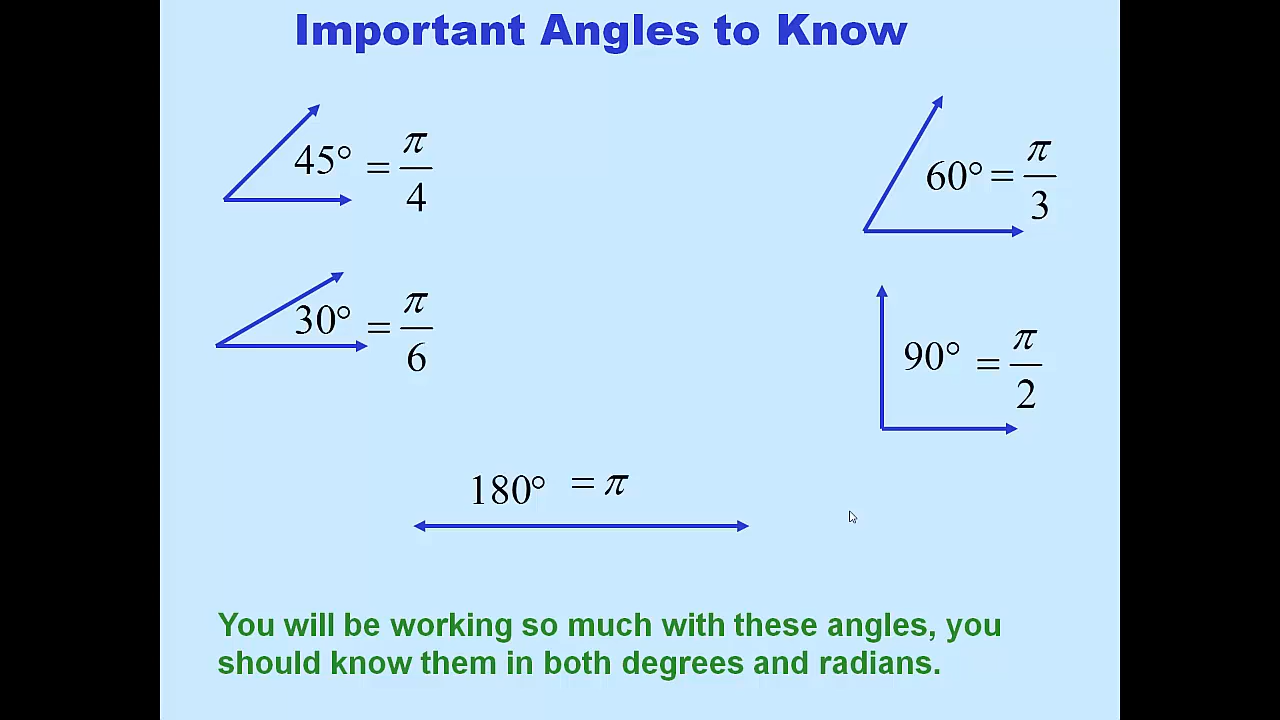 Important Angles to Know
45° = π/4
60° = π/3
30° = π/6
90° = π/2
180° = π
You will be working so much with these angles, you
should know them in both degrees and radians.